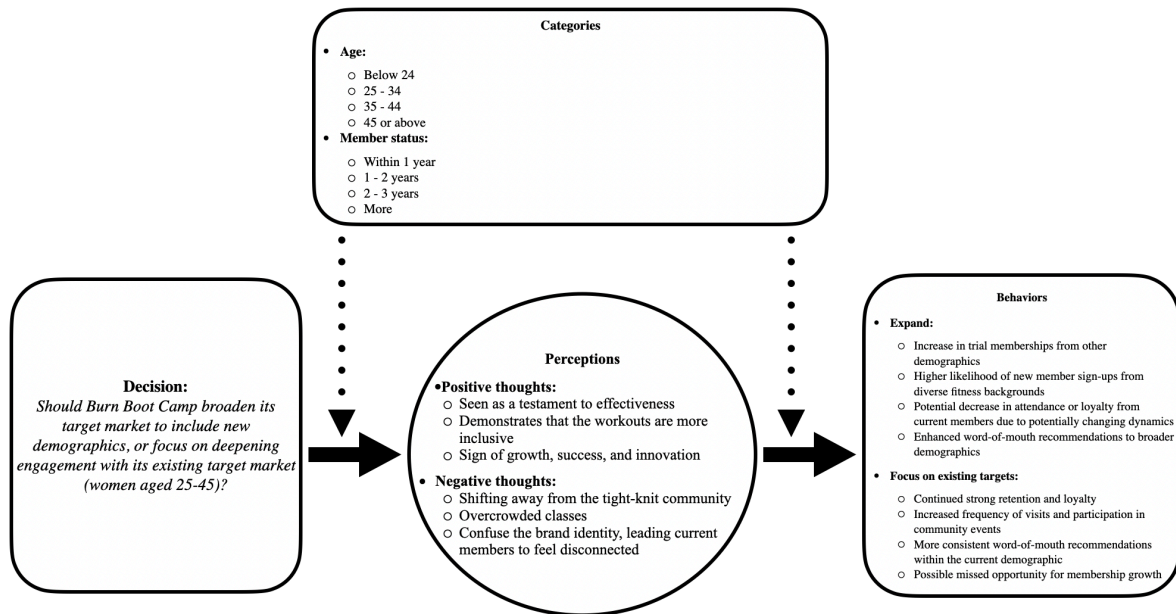 Categories
• Age:
○ Below 24
○ 25 - 34
○ 35 - 44
○ 45 or above
• Member status:
○ Within 1 year
○ 1 - 2 years
○ 2 - 3 years
○ More
Decision:
Should Burn Boot Camp broaden its
target market to include new
demographics, or focus on deepening
engagement with its existing target market
(women aged 25-45)?
Perceptions
•Positive thoughts:
○ Seen as a testament to effectiveness
○ Demonstrates that the workouts are more
inclusive
○ Sign of growth, success, and innovation
• Negative thoughts:
○ Shifting away from the tight-knit community
○ Overcrowded classes
○ Confuse the brand identity, leading current
members to feel disconnected
Behaviors
• Expand:
○ Increase in trial memberships from other
demographics
○ Higher likelihood of new member sign-ups from
diverse fitness backgrounds
○ Potential decrease in attendance or loyalty from
current members due to potentially changing dynamics
○ Enhanced word-of-mouth recommendations to broader
demographics
• Focus on existing targets:
○ Continued strong retention and loyalty
○ Increased frequency of visits and participation in
community events
○ More consistent word-of-mouth recommendations
within the current demographic
○ Possible missed opportunity for membership growth